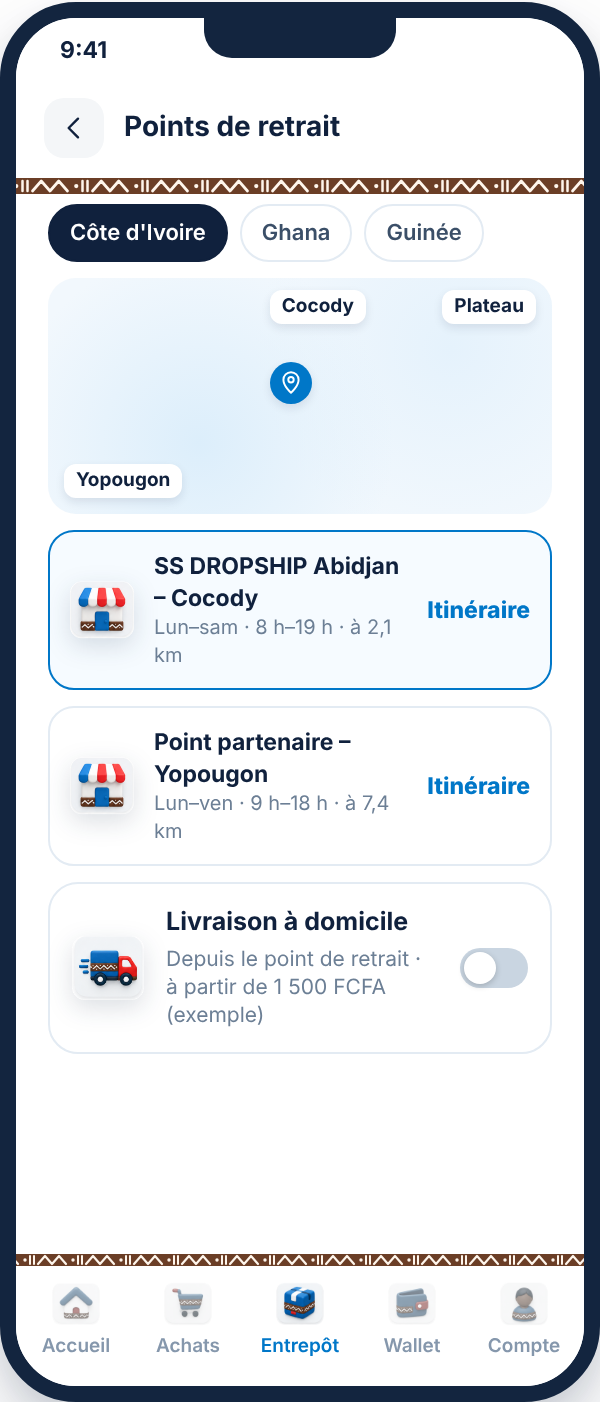 9:41
Points de retrait
Côte d'Ivoire
Ghana
Guinée
Cocody
Plateau
Yopougon
SS DROPSHIP Abidjan
– Cocody
Lun–sam · 8 h–19 h · à 2,1
km
Itinéraire
Point partenaire –
Yopougon
Lun–ven · 9 h–18 h · à 7,4
km
Itinéraire
Livraison à domicile
Depuis le point de retrait ·
à partir de 1 500 FCFA
(exemple)
Accueil
Achats
Entrepôt
Wallet
Compte